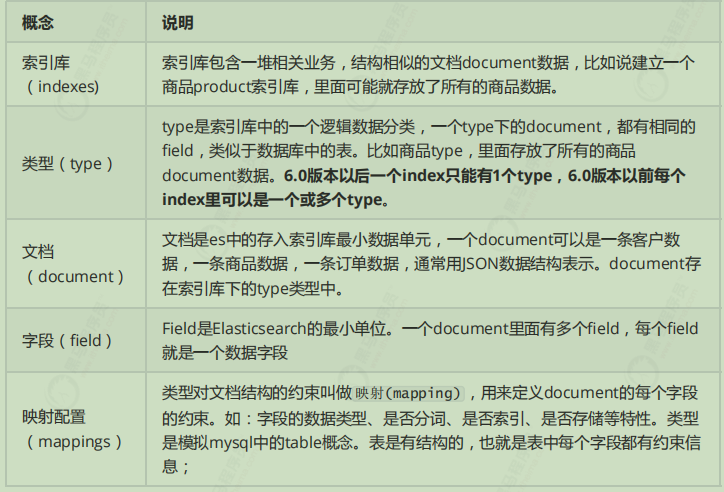 概念
说明
索引库
（indexes)
索引库包含一堆相关业务，结构相似的文档document数据，比如说建立一个
商品product索引库，里面可能就存放了所有的商品数据。
类型（type）
type是索引库中的一个逻辑数据分类，一个type下的document，都有相同的
field，类似于数据库中的表。比如商品type，里面存放了所有的商品
document数据。6.0版本以后一个index只能有1个type，6.0版本以前每个
index里可以是一个或多个type。
文档
（document）
文档是es中的存入索引库最小数据单元，一个document可以是一条客户数
据，一条商品数据，一条订单数据，通常用JSON数据结构表示。document存
在索引库下的type类型中。
字段（field）
Field是Elasticsearch的最小单位。一个document里面有多个field，每个field
就是一个数据字段
映射配置
（mappings）
类型对文档结构的约束叫做映射(mapping)，用来定义document的每个字段
的约束。如：字段的数据类型、是否分词、是否索引、是否存储等特性。类型
是模拟mysql中的table概念。表是有结构的，也就是表中每个字段都有约束信
息；